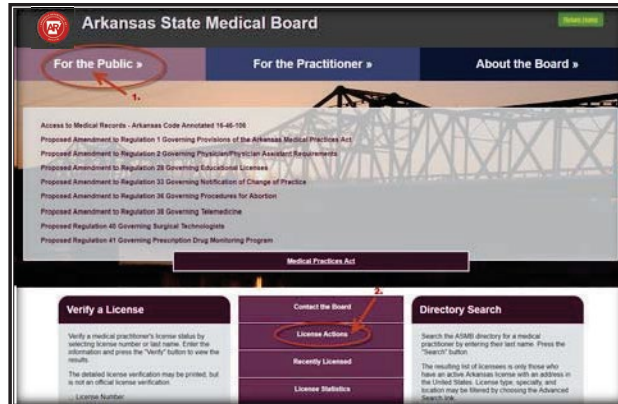 AR
Arkansas State Medical Board
For the Public »
For the Practitioner »
About the Board »
1.
Access to Medical Records - Arkansas Code Annotated 16-46-106
Proposed Amendment to Regulation 1 Governing Provisions of the Arkansas Medical Practices Act
Proposed Amendment to Regulation 2 Governing Physician/Physician Assistant Requirements
Proposed Amendment to Regulation 29 Governing Educational Licenses
Proposed Amendment to Regulation 33 Governing Notification of Change of Practice
Proposed Amendment to Regulation 36 Governing Procedures for Abortion
Proposed Amendment to Regulation 38 Governing Telemedicine
Proposed Regulation 40 Governing Surgical Technologists
Proposed Regulation 41 Governing Prescription Drug Monitoring Program
Medical Practices Act
2.
Verify a License
Verify a medical practitioner's license status by
selecting license number or last name. Enter the
information and press the "Verify" button to view the
results.
The detailed license verification may be printed, but
is not an official license verification.
License Number
Contact the Board
License Actions
Recently Licensed
License Statistics
Directory Search
Search the ASMB directory for a medical
practitioner by entering their last name. Press the
"Search" button.
The resulting list of licensees is only those who
have an active Arkansas license with an address in
the United States. License type, specialty, and
location may be filtered by choosing the Advanced
Search link.